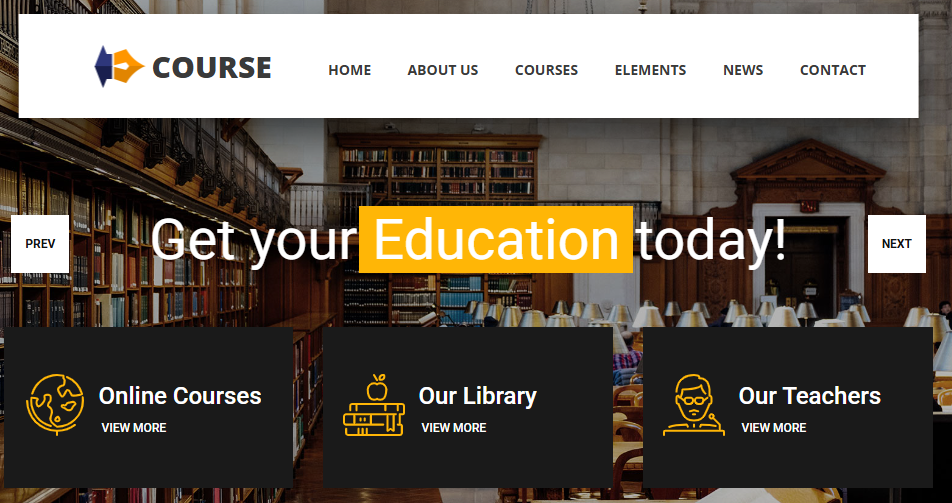 COURSE
HOME ABOUT US COURSES ELEMENTS NEWS CONTACT
PREV
Get your Education today!
NEXT
Online Courses
VIEW MORE
Our Library
VIEW MORE
Our Teachers
VIEW MORE